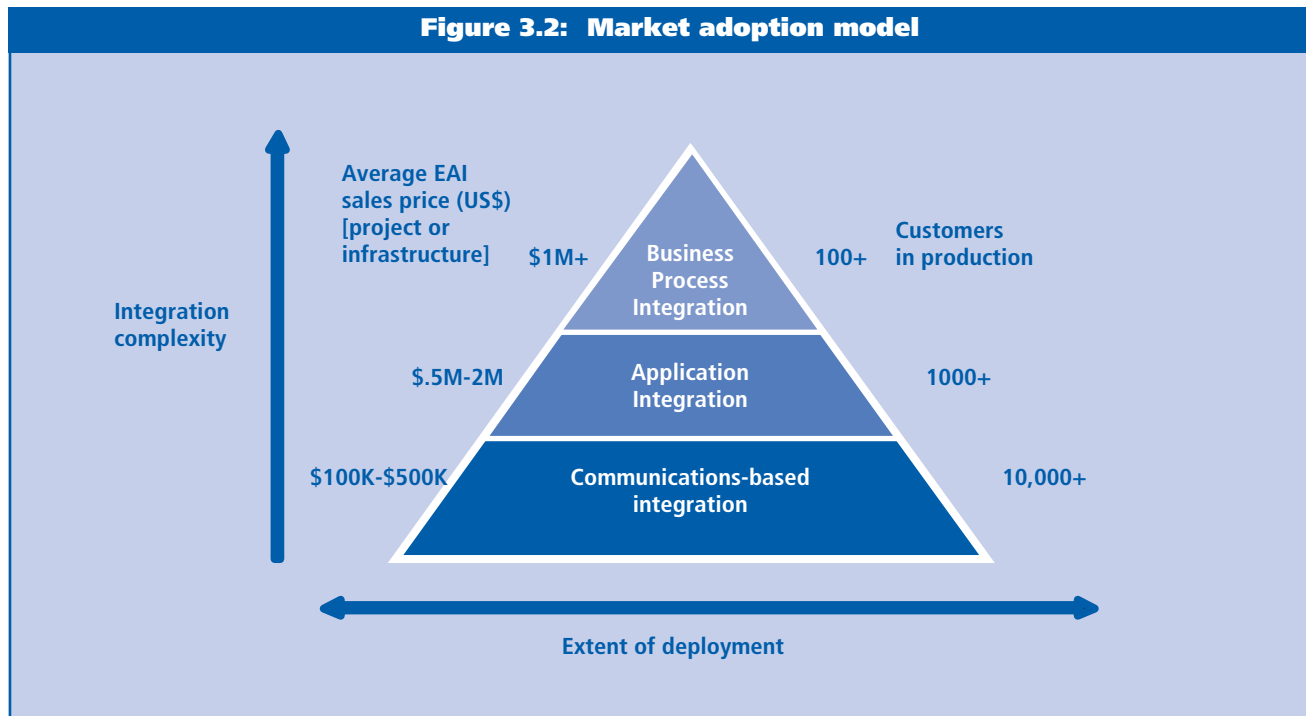 Figure 3.2: Market adoption model
Average EAI
sales price (US$)
[project or
infrastructure]
$1M+
Business
Process
Integration
100+
Customers
in production
Integration
complexity
$.5M-2M
Application
Integration
1000+
$100K-$500K
Communications-based
integration
10,000+
Extent of deployment